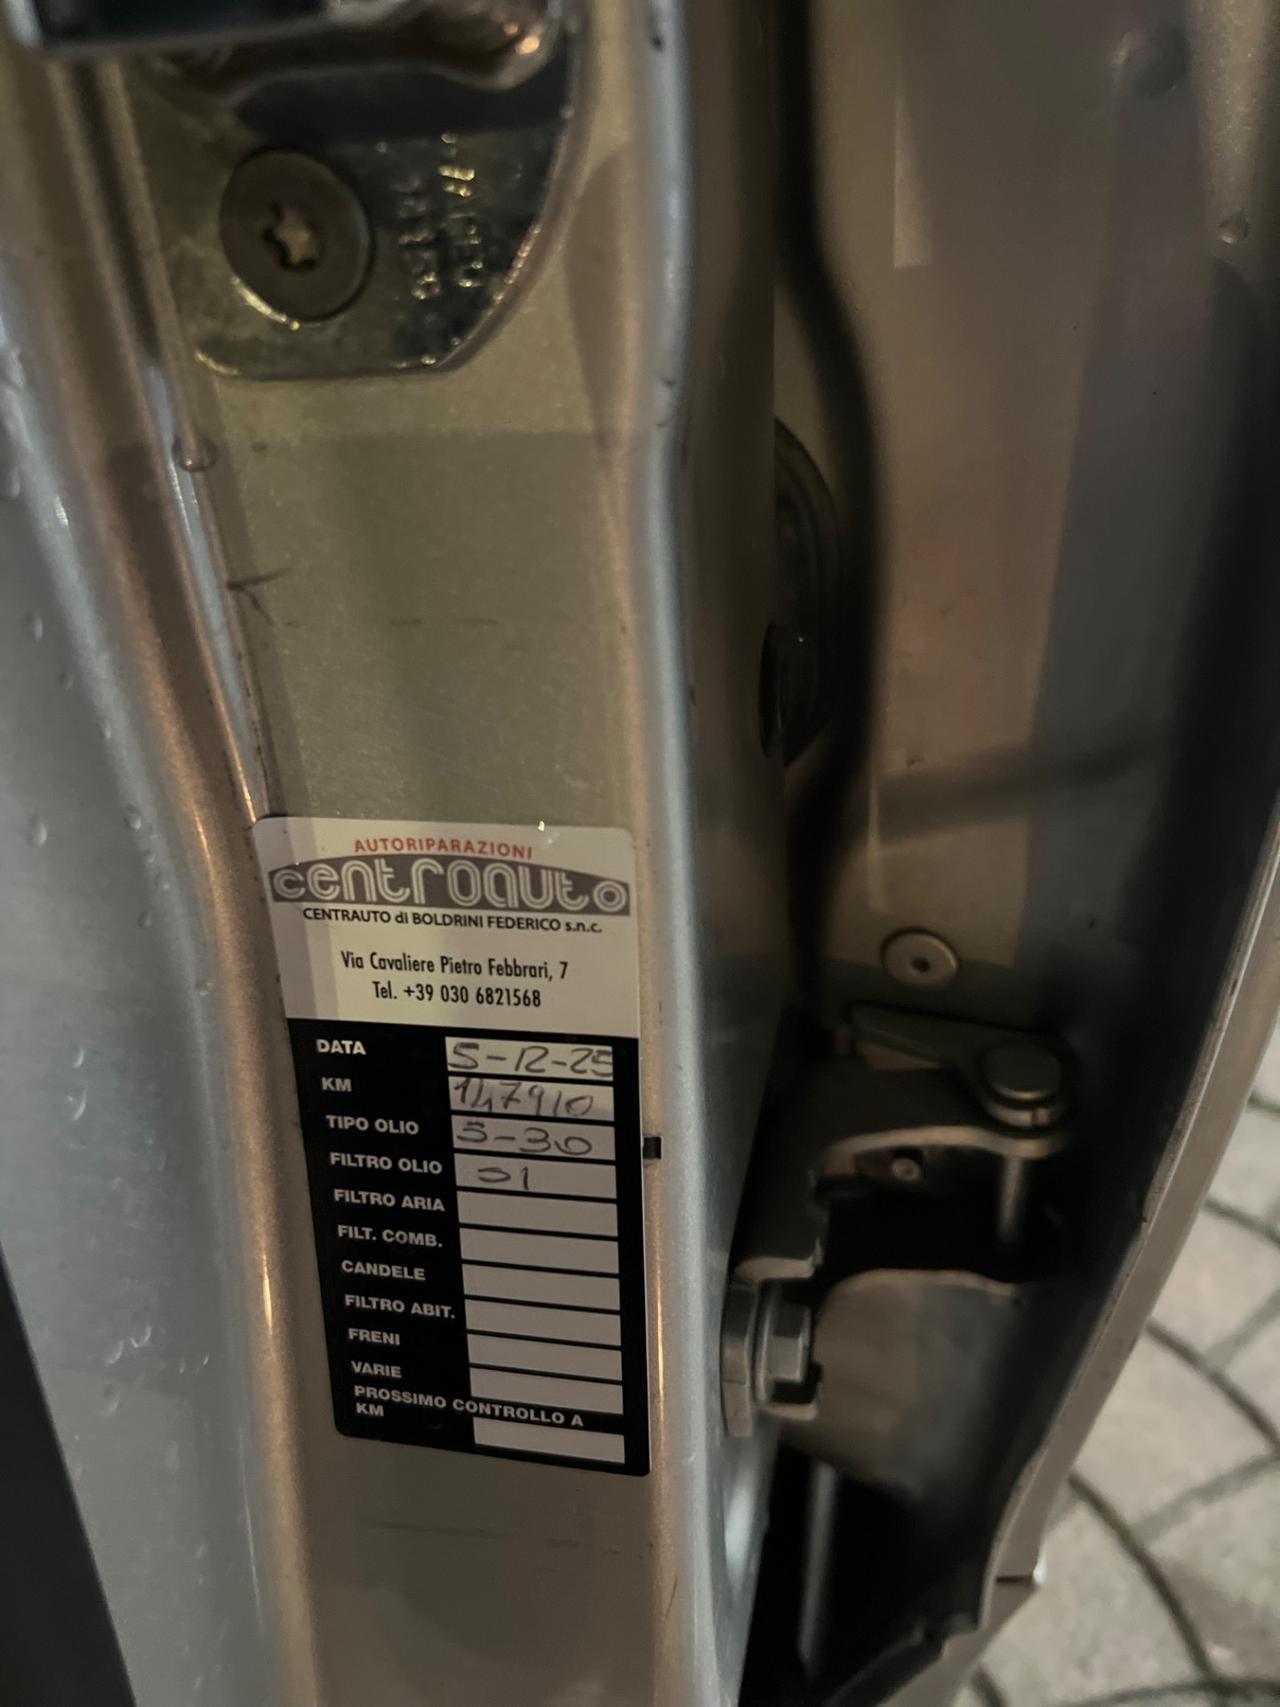 AUTORIPARAZIONI
centroauto
CENTRAUTO di BOLDRINI FEDERICO s.n.c.
Via Cavaliere Pietro Febbrari, 7
Tel. +39 030 6821568
DATA 5-12-25
KM 147910
TIPO OLIO 5-30
FILTRO OLIO SI
FILTRO ARIA
FILT. COMB.
CANDELE
FILTRO ABIT.
FRENI
VARIE
PROSSIMO CONTROLLO A
KM